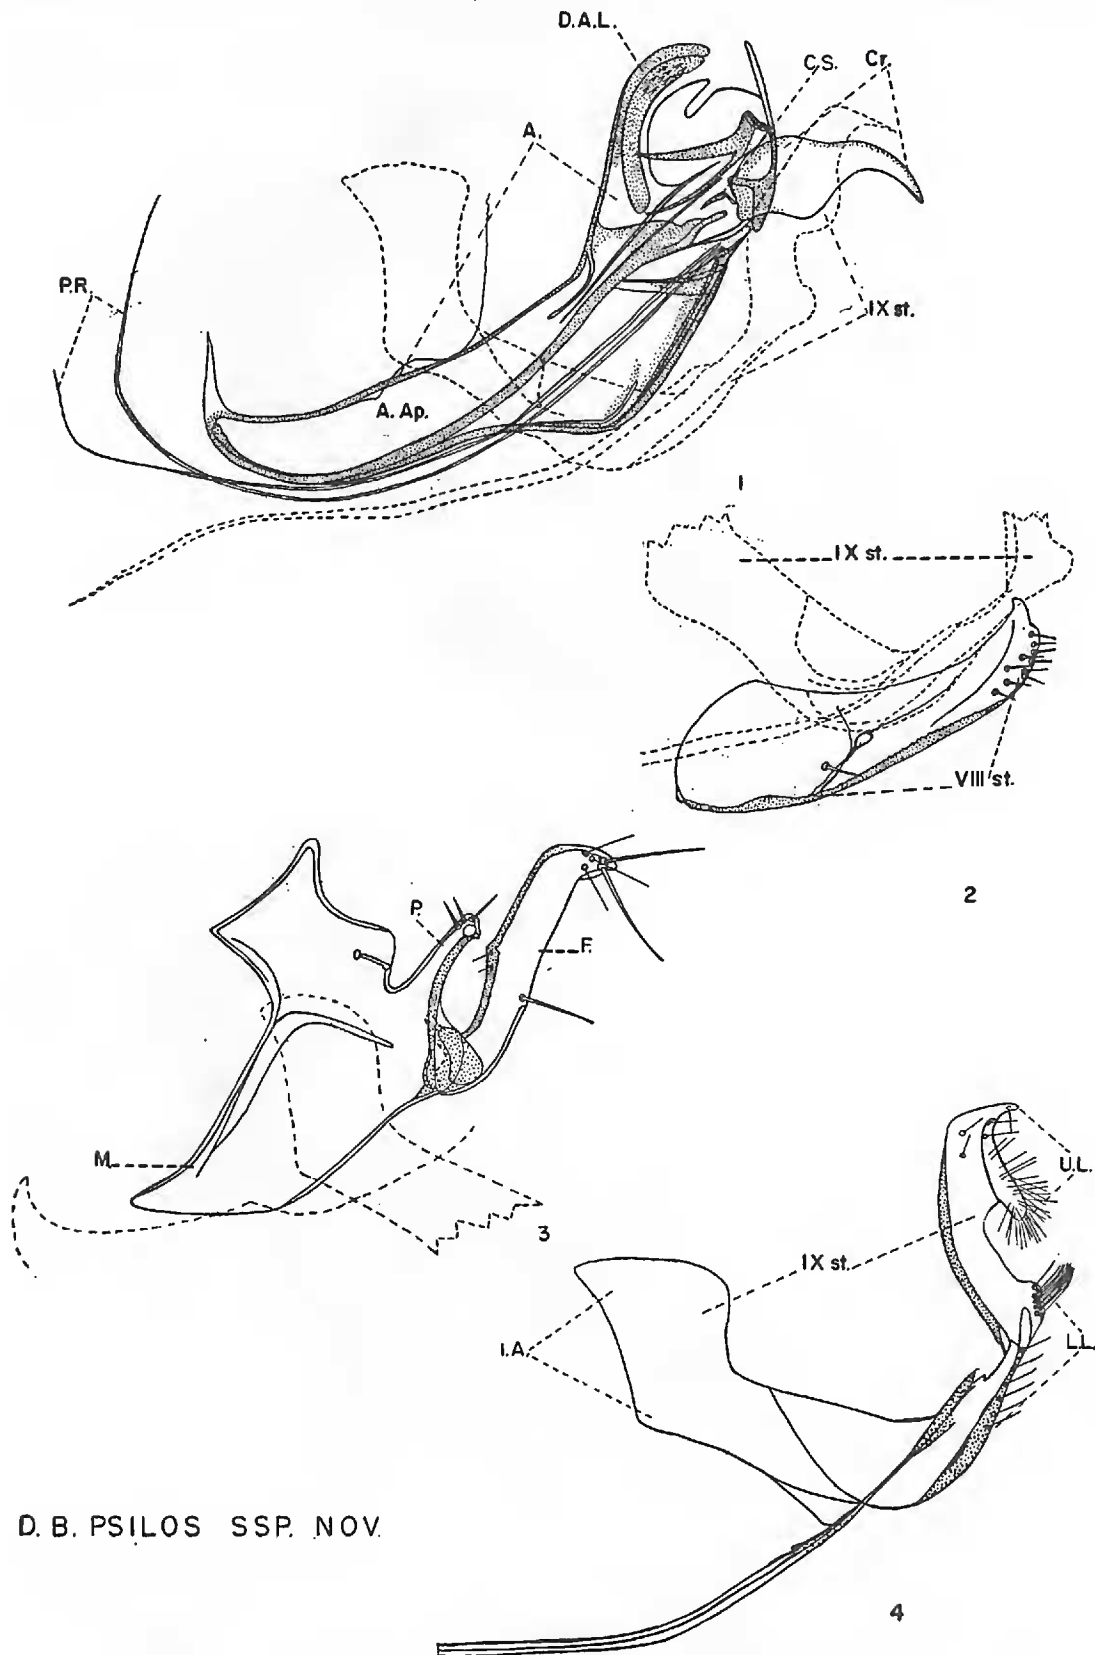 D.A.L.
C.S.
Cr.
A.
P.R.
IX st.
A. Ap.
1
IX st.
VIII st.
2
P.
F.
M.
3
U.L.
IX st.
I.A.
L.L.
D. B. PSILOS SSP. NOV.
4